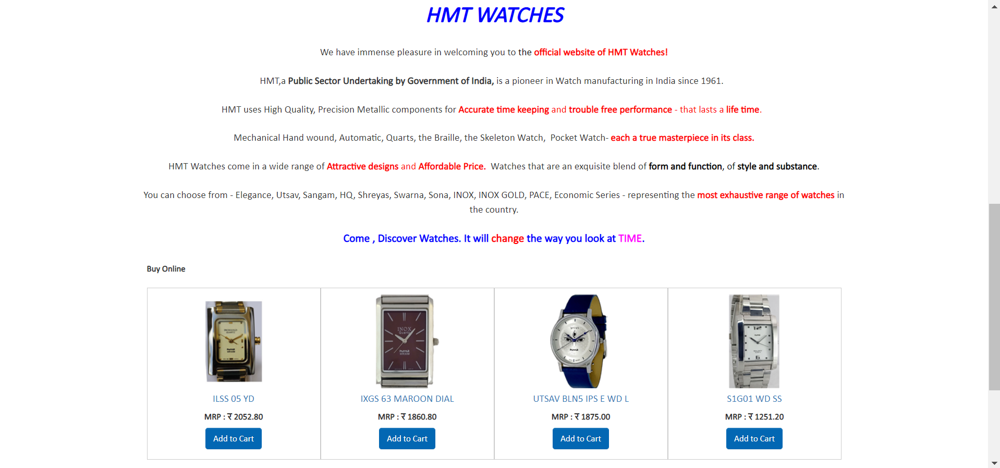 HMT WATCHES
We have immense pleasure in welcoming you to the official website of HMT Watches!
HMT,a Public Sector Undertaking by Government of India, is a pioneer in Watch manufacturing in India since 1961.
HMT uses High Quality, Precision Metallic components for Accurate time keeping and trouble free performance - that lasts a life time.
Mechanical Hand wound, Automatic, Quarts, the Braille, the Skeleton Watch, Pocket Watch- each a true masterpiece in its class.
HMT Watches come in a wide range of Attractive designs and Affordable Price. Watches that are an exquisite blend of form and function, of style and substance.
You can choose from - Elegance, Utsav, Sangam, HQ, Shreyas, Swarna, Sona, INOX, INOX GOLD, PACE, Economic Series - representing the most exhaustive range of watches in
the country.
Come , Discover Watches. It will change the way you look at TIME.
Buy Online
INOX
Quartz
ILSS 05 YD
IXGS 63 MAROON DIAL
UTSAV BLN5 IPS E WD L
S1G01 WD SS
MRP : ₹ 2052.80
MRP : ₹ 1860.80
MRP : ₹ 1875.00
MRP : ₹ 1251.20
Add to Cart
Add to Cart
Add to Cart
Add to Cart